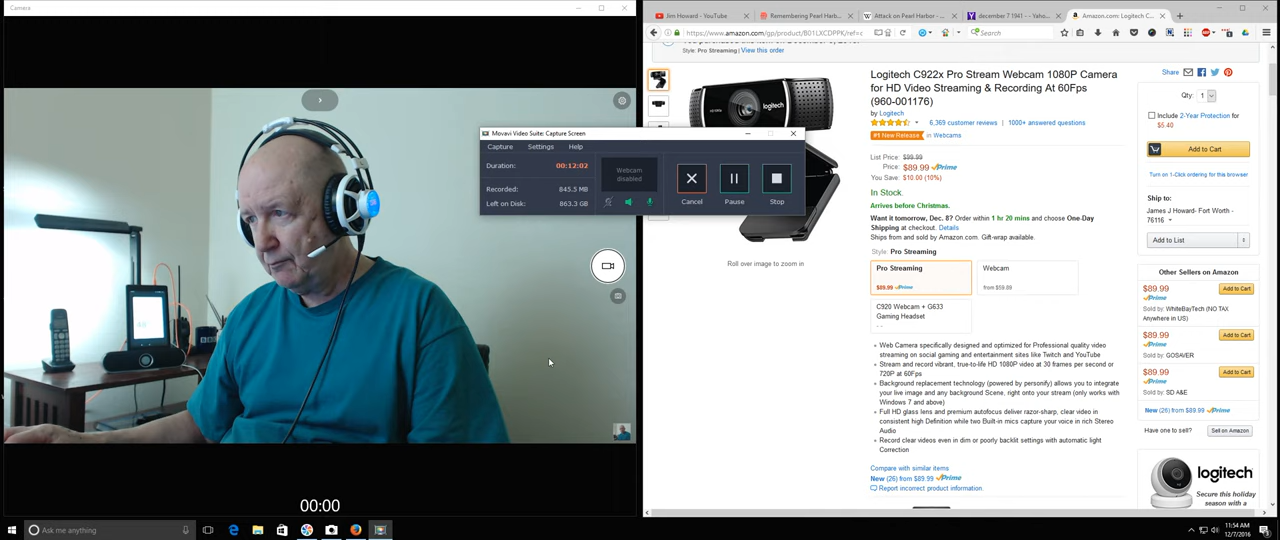 Camera
00:00
Movavi Video Suite: Capture Screen
Capture Settings Help
Duration: 00:12:02
Recorded: 845.5 MB
Left on Disk: 863.3 GB
Webcam
disabled
Cancel Pause Stop
Jim Howard - YouTube
Remembering Pearl Harbor...
Attack on Pearl Harbor -...
december 7 1941 - - Yaho...
Amazon.com: Logitech C...
https://www.amazon.com/gp/product/B01LXCDPPK/ref=
Search
Style: Pro Streaming | View this order
Roll over image to zoom in
Logitech C922x Pro Stream Webcam 1080P Camera
for HD Video Streaming & Recording At 60Fps
(960-001176)
by Logitech
6,369 customer reviews | 1000+ answered questions
#1 New Release in Webcams
List Price: $99.99
Price: $89.99 Prime
You Save: $10.00 (10%)
In Stock.
Arrives before Christmas.
Want it tomorrow, Dec. 8? Order within 1 hr 20 mins and choose One-Day
Shipping at checkout. Details
Ships from and sold by Amazon.com. Gift-wrap available.
Style: Pro Streaming
Pro Streaming
$89.99 Prime
Webcam
from $59.89
C920 Webcam + G633
Gaming Headset
- -
Web Camera specifically designed and optimized for Professional quality video
streaming on social gaming and entertainment sites like Twitch and YouTube
Stream and record vibrant, true-to-life HD 1080P video at 30 frames per second or
720P at 60Fps
Background replacement technology (powered by personify) allows you to integrate
your live image and any background Scene, right onto your stream (only works with
Windows 7 and above)
Full HD glass lens and premium autofocus deliver razor-sharp, clear video in
consistent high Definition while two Built-in mics capture your voice in rich Stereo
Audio
Record clear videos even in dim or poorly backlit settings with automatic light
Correction
Compare with similar items
New (26) from $89.99 Prime
Report incorrect product information.
Share
Qty: 1
Include 2-Year Protection for
$5.40
Add to Cart
Turn on 1-Click ordering for this browser
Ship to:
James J Howard- Fort Worth -
76116
Add to List
Other Sellers on Amazon
$89.99 Add to Cart
Prime
Sold by: WhiteBayTech (NO TAX
Anywhere in US)
$89.99 Add to Cart
Prime
Sold by: GOSAVER
$89.99 Add to Cart
Prime
Sold by: SD A&E
New (26) from $89.99 Prime
Have one to sell? Sell on Amazon
logitech
Secure this holiday
season with a
Ask me anything
11:54 AM
12/7/2016